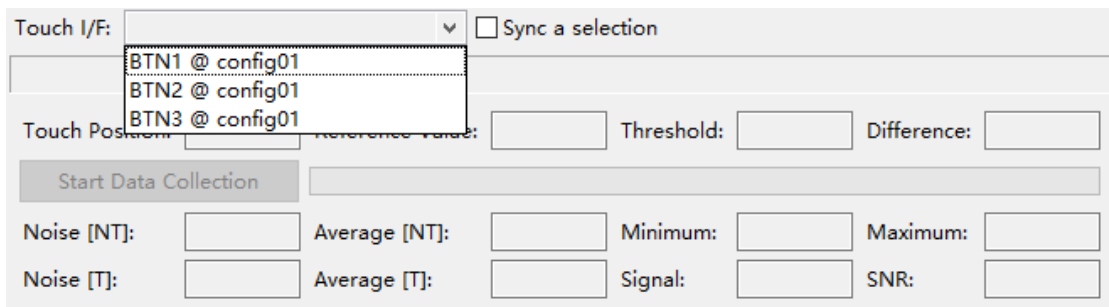 Touch I/F: Sync a selection
BTN1 @ config01
BTN2 @ config01
BTN3 @ config01
Touch Position: Reference Value: Threshold: Difference:
Start Data Collection
Noise [NT]: Average [NT]: Minimum: Maximum:
Noise [T]: Average [T]: Signal: SNR: